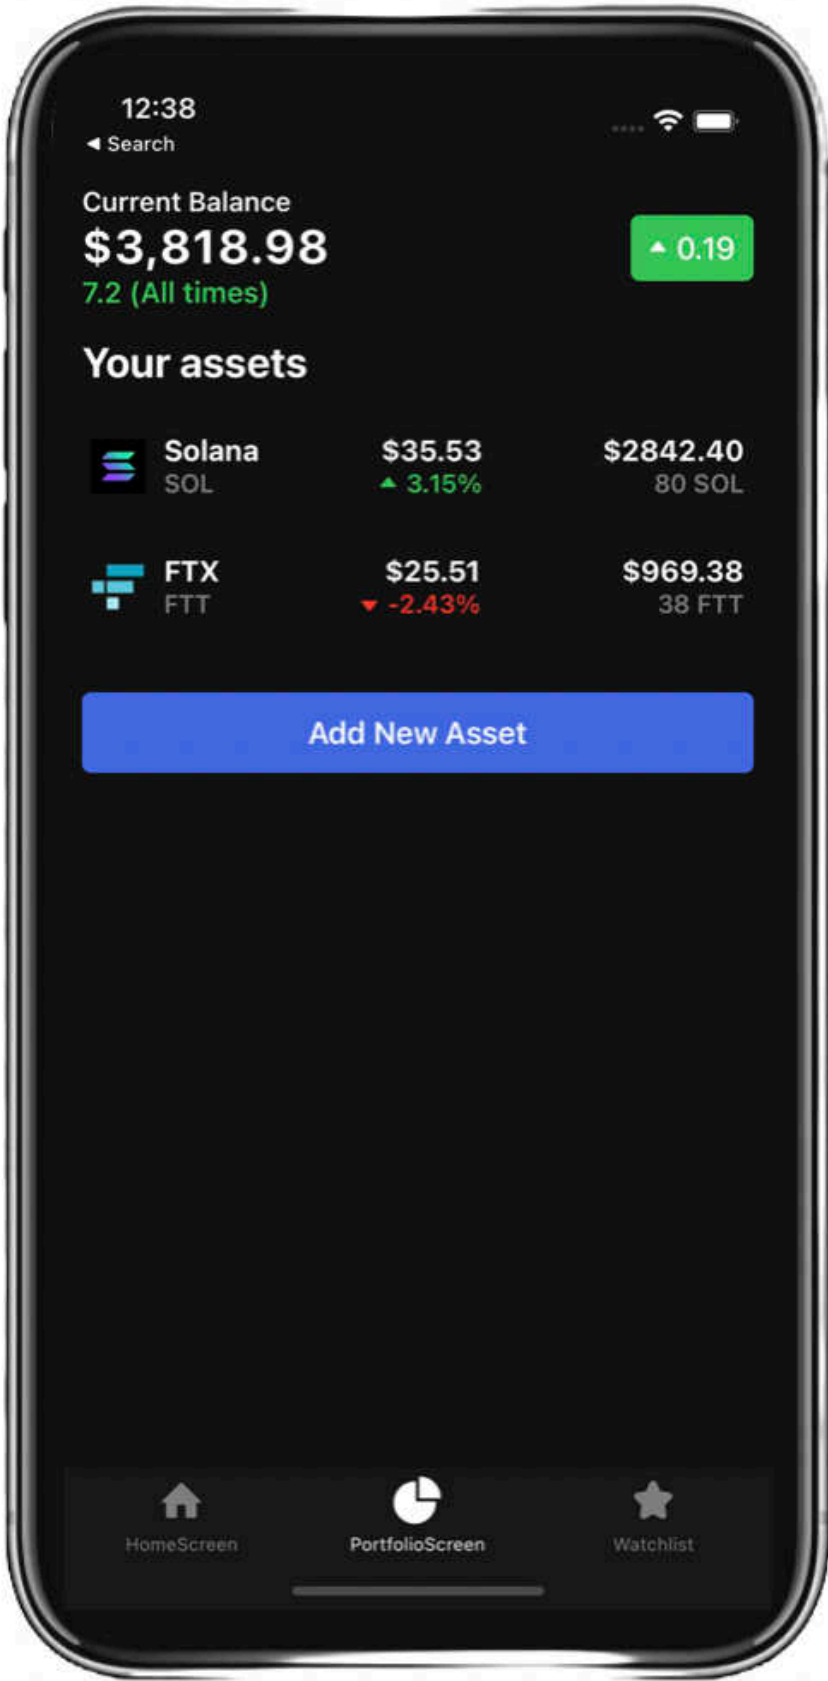 12:38
◀ Search
Current Balance
$3,818.98
▲ 0.19
7.2 (All times)
Your assets
Solana $35.53 $2842.40
SOL ▲ 3.15% 80 SOL
FTX $25.51 $969.38
FTT ▼ -2.43% 38 FTT
Add New Asset
HomeScreen PortfolioScreen Watchlist